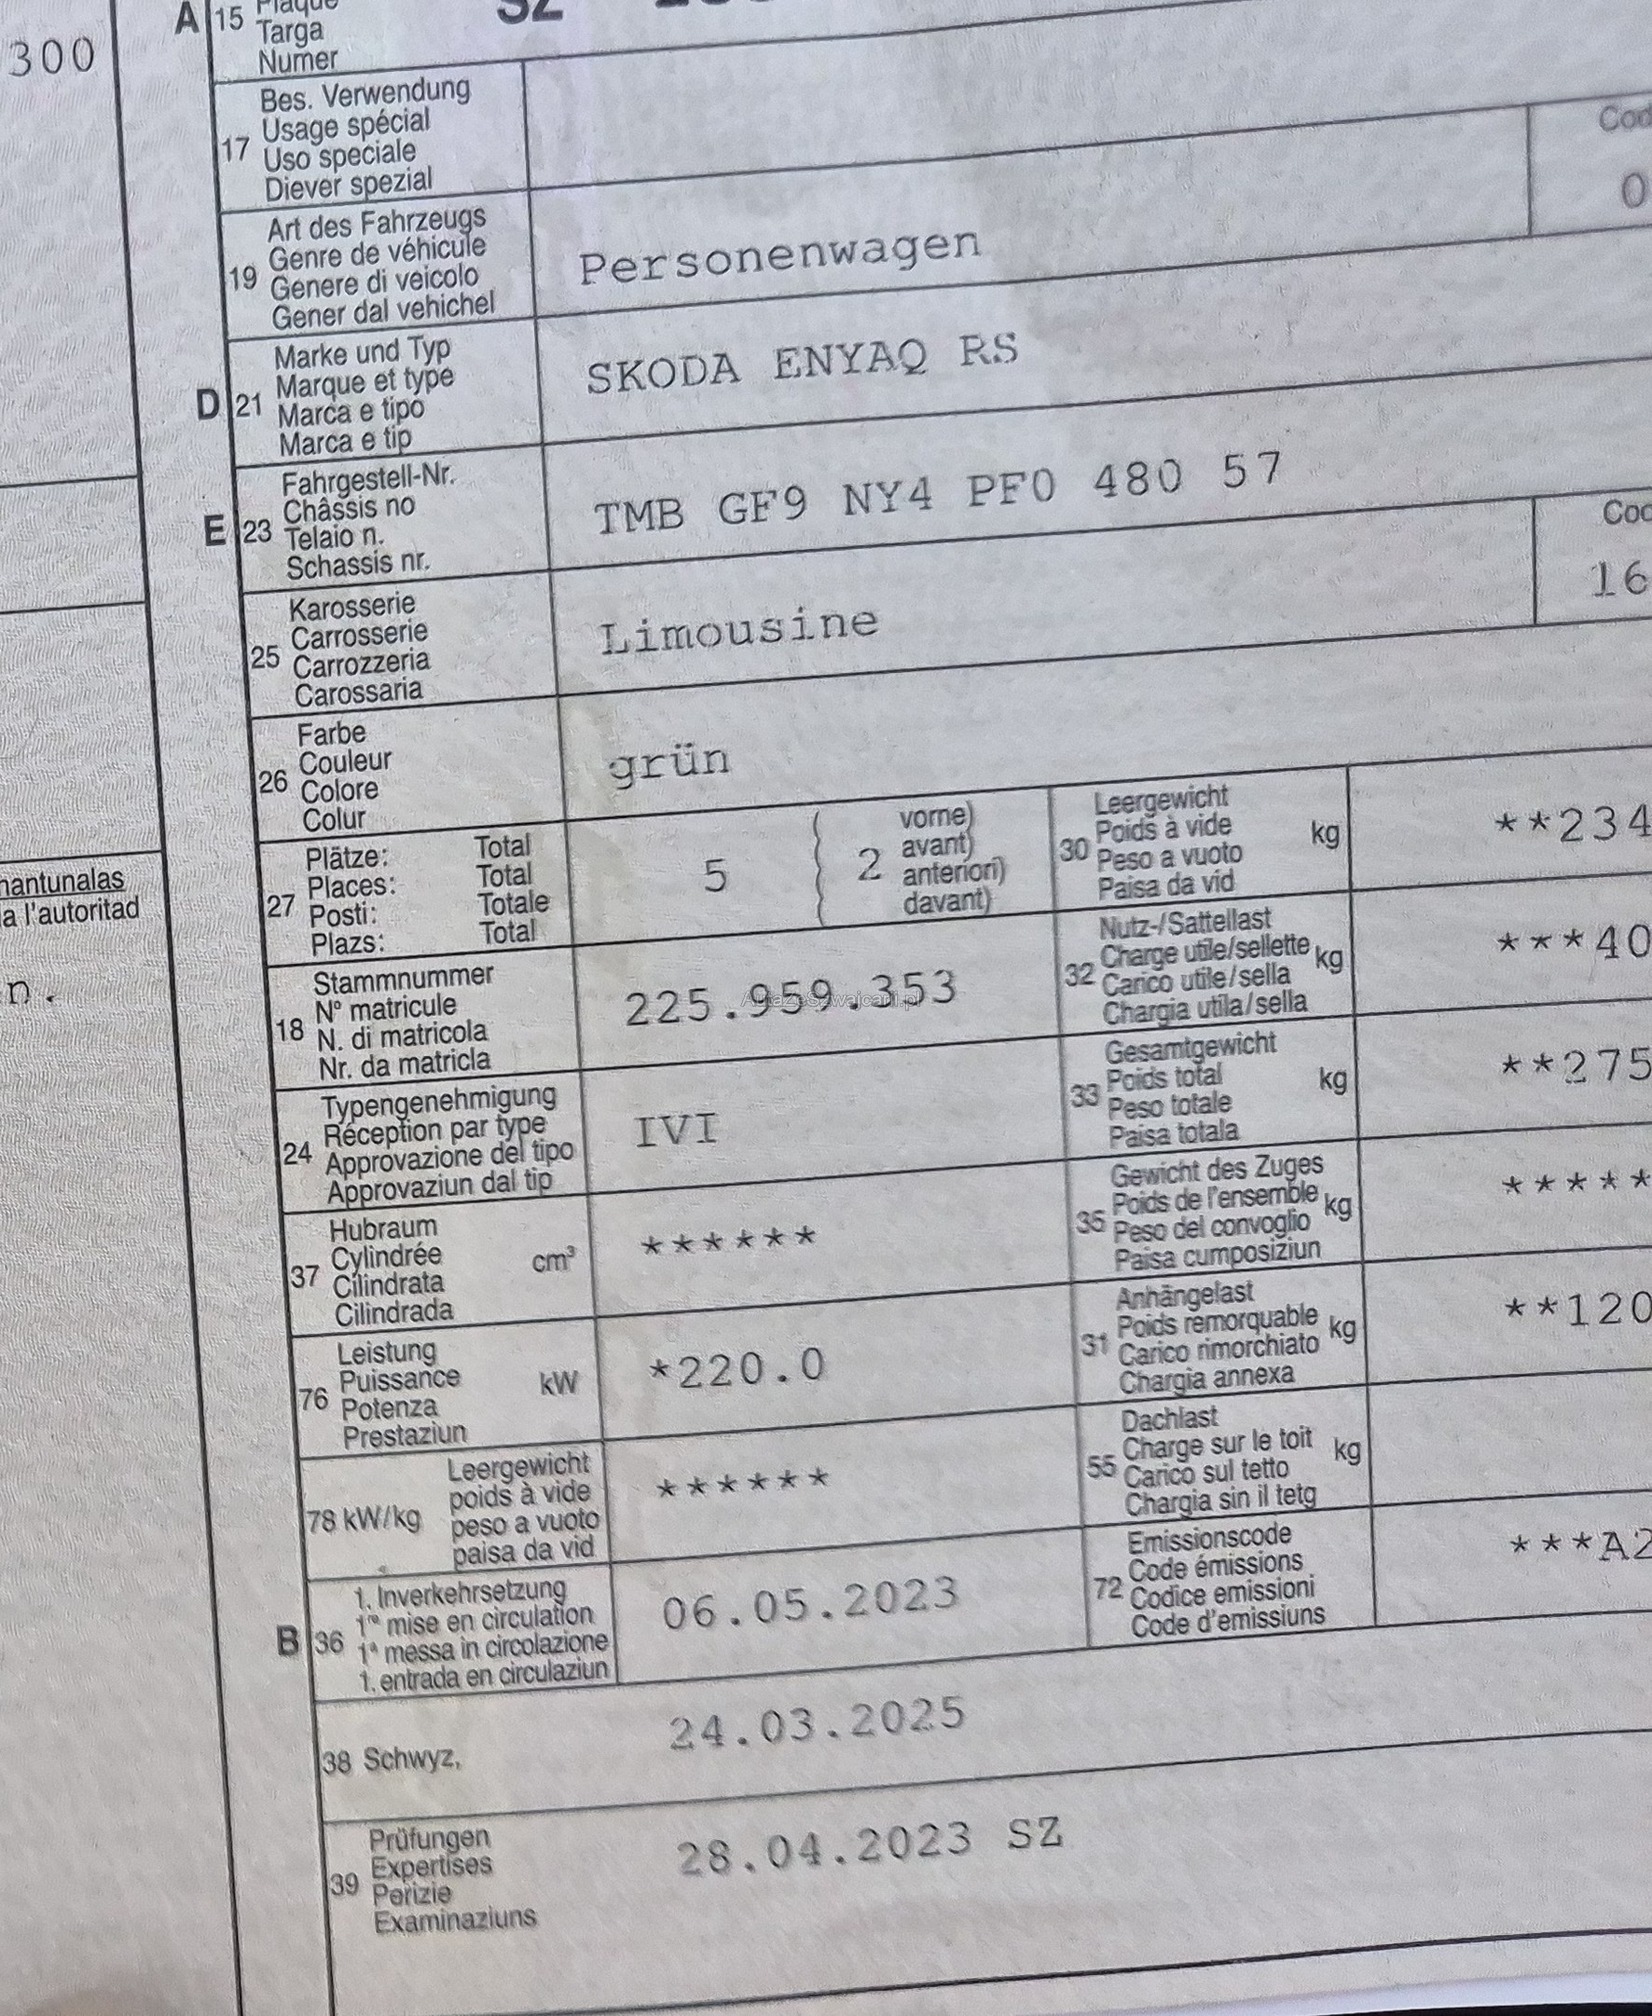 300
A 15 Plaque
Targa
Numer
SZ
17 Bes. Verwendung
Usage spécial
Uso speciale
Diever spezial
19 Art des Fahrzeugs
Genre de véhicule
Genere di veicolo
Gener dal vehichel
Personenwagen
Cod
0
D 21 Marke und Typ
Marque et type
Marca e tipo
Marca e tip
SKODA ENYAQ RS
E 23 Fahrgestell-Nr.
Châssis no
Telaio n.
Schassis nr.
TMB GF9 NY4 PF0 480 57
25 Karosserie
Carrosserie
Carrozzeria
Carossaria
Limousine
Cod
16
26 Farbe
Couleur
Colore
Colur
grün
27 Plätze: Total
Places: Total
Posti: Totale
Plazs: Total
5
2
vorne)
avant)
anteriori)
davant)
30 Leergewicht
Poids à vide
Peso a vuoto
Paisa da vid
kg
**234
nantunalas
a l'autoritad
n.
18 Stammnummer
N° matricule
N. di matricola
Nr. da matricla
225.959.353
AutazeSzwajcarii.pl
32 Nutz-/Sattellast
Charge utile/sellette
Carico utile/sella
Chargia utila/sella
kg
***40
24 Typengenehmigung
Réception par type
Approvazione del tipo
Approvaziun dal tip
IVI
33 Gesamtgewicht
Poids total
Peso totale
Paisa totala
kg
**275
37 Hubraum
Cylindrée
Cilindrata
Cilindrada
cm³
******
35 Gewicht des Zuges
Poids de l'ensemble
Peso del convoglio
Paisa cumposiziun
kg
*****
76 Leistung
Puissance
Potenza
Prestaziun
kW
*220.0
31 Anhängelast
Poids remorquable
Carico rimorchiato
Chargia annexa
kg
**120
78 kW/kg
Leergewicht
poids à vide
peso a vuoto
paisa da vid
******
55 Dachlast
Charge sur le toit
Carico sul tetto
Chargia sin il tetg
kg
B 36 1. Inverkehrsetzung
1re mise en circulation
1a messa in circolazione
1. entrada en circulaziun
06.05.2023
72 Emissionscode
Code émissions
Codice emissioni
Code d'emissiuns
***A2
38 Schwyz,
24.03.2025
39 Prüfungen
Expertises
Perizie
Examinaziuns
28.04.2023 SZ